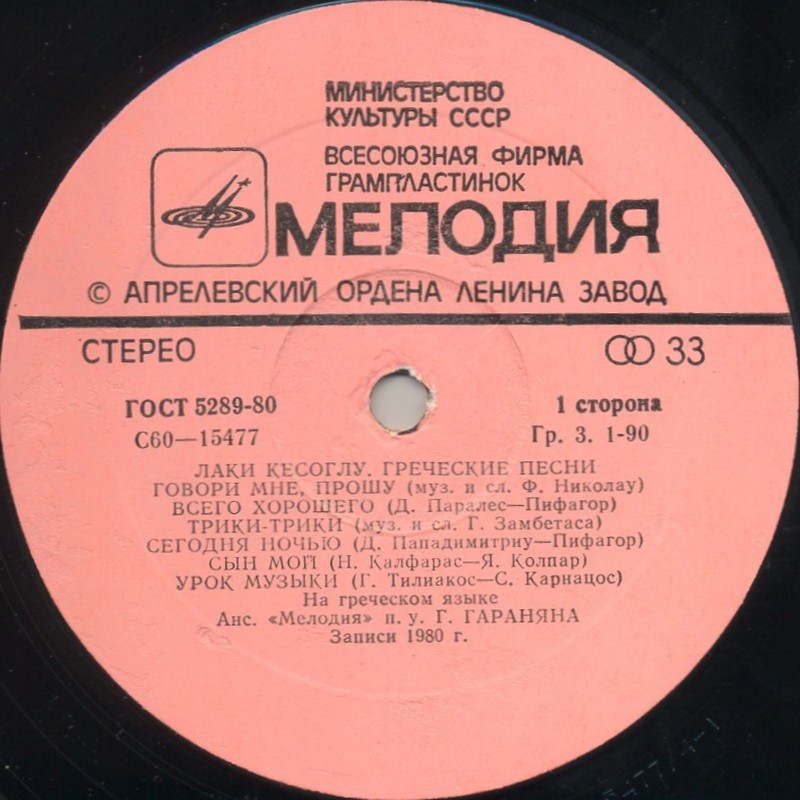 МИНИСТЕРСТВО
КУЛЬТУРЫ СССР
ВСЕСОЮЗНАЯ ФИРМА
ГРАМПЛАСТИНОК
МЕЛОДИЯ
© АПРЕЛЕВСКИЙ ОРДЕНА ЛЕНИНА ЗАВОД
СТЕРЕО
33
ГОСТ 5289-80
1 сторона
С60—15477
Гр. 3. 1-90
ЛАКИ КЕСОГЛУ. ГРЕЧЕСКИЕ ПЕСНИ
ГОВОРИ МНЕ, ПРОШУ (муз. и сл. Ф. Николау)
ВСЕГО ХОРОШЕГО (Д. Паралес—Пифагор)
ТРИКИ-ТРИКИ (муз. и сл. Г. Замбетаса)
СЕГОДНЯ НОЧЬЮ (Д. Пападимитриу—Пифагор)
СЫН МОЙ (Н. Калфарас—Я. Колпар)
УРОК МУЗЫКИ (Г. Тилиакос—С. Карнацос)
На греческом языке
Анс. «Мелодия» п. у. Г. ГАРАНЯНА
Записи 1980 г.